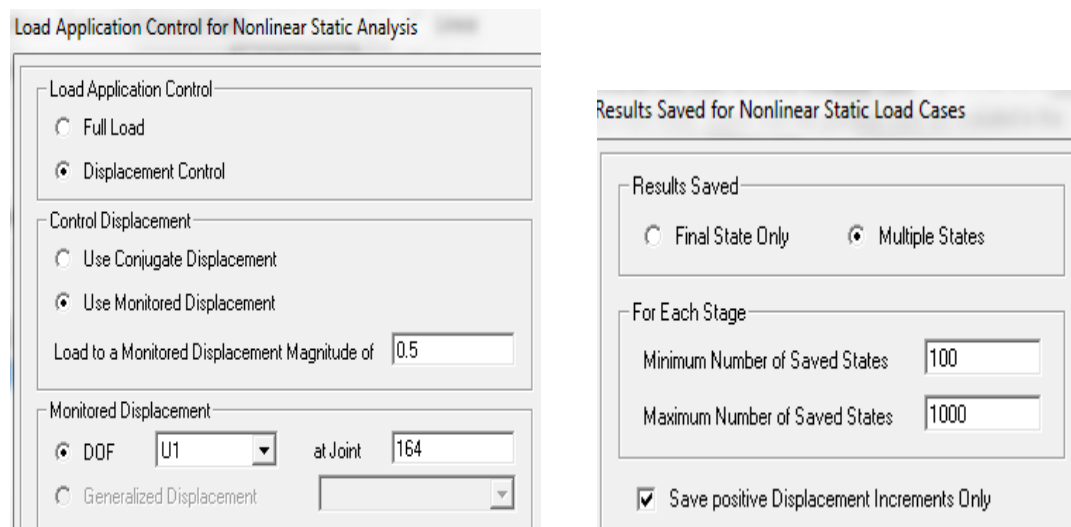 Load Application Control for Nonlinear Static Analysis
Load Application Control
Full Load
Displacement Control
Control Displacement
Use Conjugate Displacement
Use Monitored Displacement
Load to a Monitored Displacement Magnitude of 0.5
Monitored Displacement
DOF U1 at Joint 164
Generalized Displacement
Results Saved for Nonlinear Static Load Cases
Results Saved
Final State Only Multiple States
For Each Stage
Minimum Number of Saved States 100
Maximum Number of Saved States 1000
Save positive Displacement Increments Only